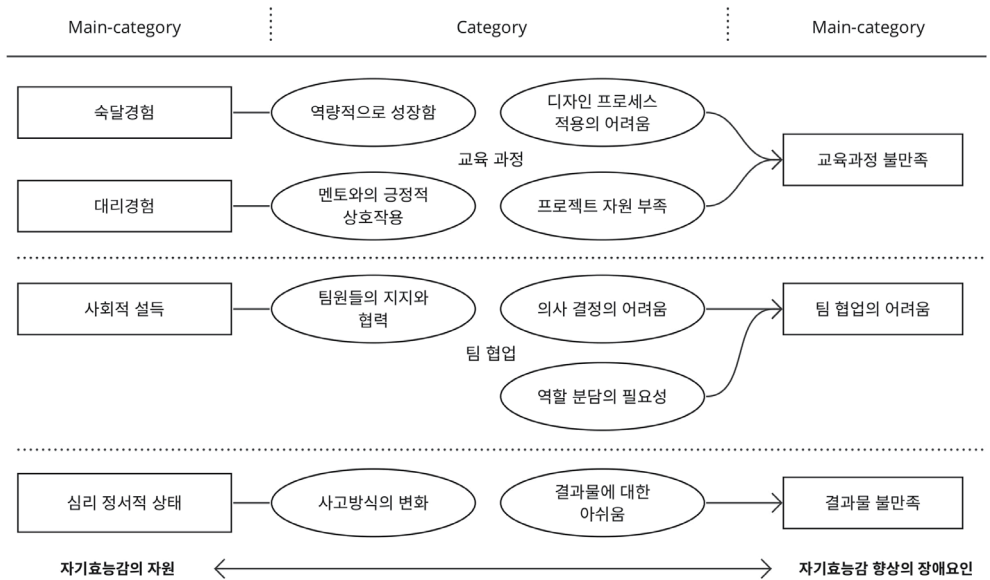 Main-category
Category
Main-category
숙달경험
역량적으로 성장함
디자인 프로세스
적용의 어려움
교육과정 불만족
교육 과정
대리경험
멘토와의 긍정적
상호작용
프로젝트 자원 부족
사회적 설득
팀원들의 지지와
협력
의사 결정의 어려움
팀 협업의 어려움
팀 협업
역할 분담의 필요성
심리 정서적 상태
사고방식의 변화
결과물에 대한
아쉬움
결과물 불만족
자기효능감의 자원
자기효능감 향상의 장애요인